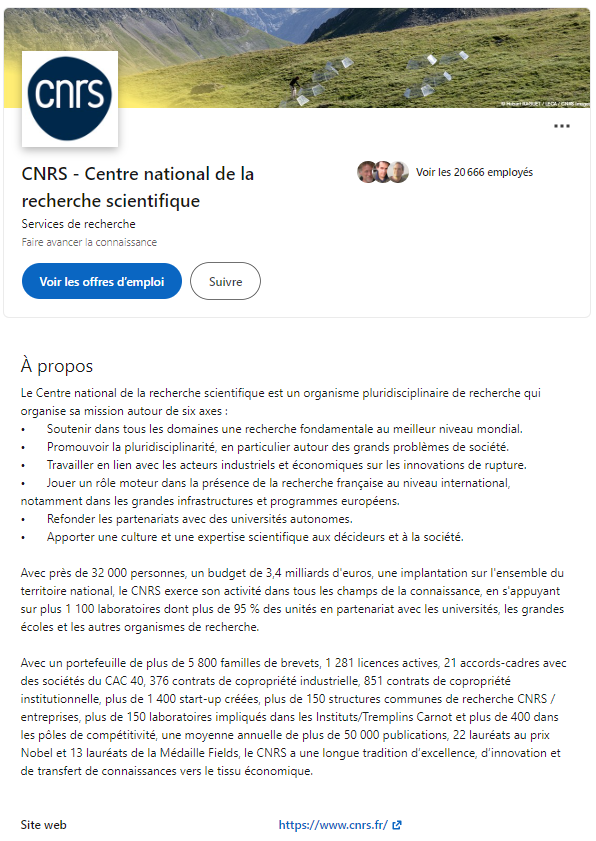 © Hubert RAGUET / LECA / CNRS Images
cnrs
CNRS - Centre national de la
recherche scientifique
Voir les 20 666 employés
Services de recherche
Faire avancer la connaissance
Voir les offres d’emploi
Suivre
À propos
Le Centre national de la recherche scientifique est un organisme pluridisciplinaire de recherche qui
organise sa mission autour de six axes :
• Soutenir dans tous les domaines une recherche fondamentale au meilleur niveau mondial.
• Promouvoir la pluridisciplinarité, en particulier autour des grands problèmes de société.
• Travailler en lien avec les acteurs industriels et économiques sur les innovations de rupture.
• Jouer un rôle moteur dans la présence de la recherche française au niveau international,
notamment dans les grandes infrastructures et programmes européens.
• Refonder les partenariats avec des universités autonomes.
• Apporter une culture et une expertise scientifique aux décideurs et à la société.
Avec près de 32 000 personnes, un budget de 3,4 milliards d'euros, une implantation sur l'ensemble du
territoire national, le CNRS exerce son activité dans tous les champs de la connaissance, en s'appuyant
sur plus 1 100 laboratoires dont plus de 95 % des unités en partenariat avec les universités, les grandes
écoles et les autres organismes de recherche.
Avec un portefeuille de plus de 5 800 familles de brevets, 1 281 licences actives, 21 accords-cadres avec
des sociétés du CAC 40, 376 contrats de copropriété industrielle, 851 contrats de copropriété
institutionnelle, plus de 1 400 start-up créées, plus de 150 structures communes de recherche CNRS /
entreprises, plus de 150 laboratoires impliqués dans les Instituts/Tremplins Carnot et plus de 400 dans
les pôles de compétitivité, une moyenne annuelle de plus de 50 000 publications, 22 lauréats au prix
Nobel et 13 lauréats de la Médaille Fields, le CNRS a une longue tradition d’excellence, d’innovation et
de transfert de connaissances vers le tissu économique.
Site web
https://www.cnrs.fr/